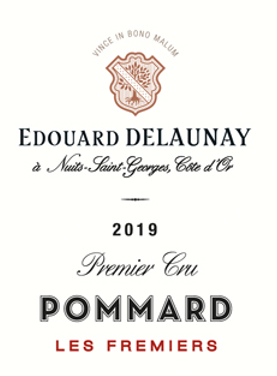 VINCE IN BONO MALUM
EDOUARD DELAUNAY
à Nuits-Saint-Georges, Côte d'Or
2019
Premier Cru
POMMARD
LES FREMIERS